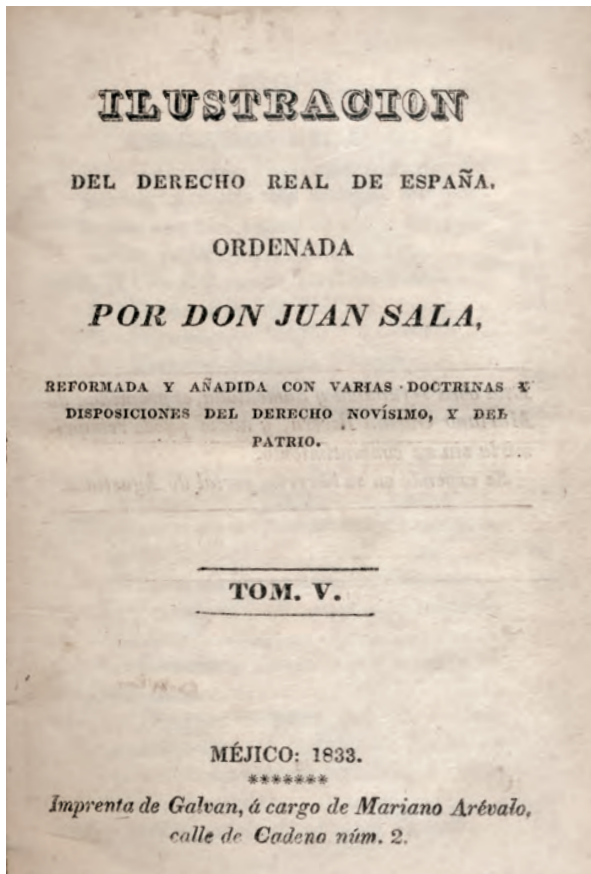 ILUSTRACION
DEL DERECHO REAL DE ESPAÑA,
ORDENADA
POR DON JUAN SALA,
REFORMADA Y AÑADIDA CON VARIAS DOCTRINAS Y
DISPOSICIONES DEL DERECHO NOVÍSIMO, Y DEL
PATRIO.
TOM. V.
MÉJICO: 1833.
*******
Imprenta de Galvan, á cargo de Mariano Arévalo,
calle de Cadena núm. 2.